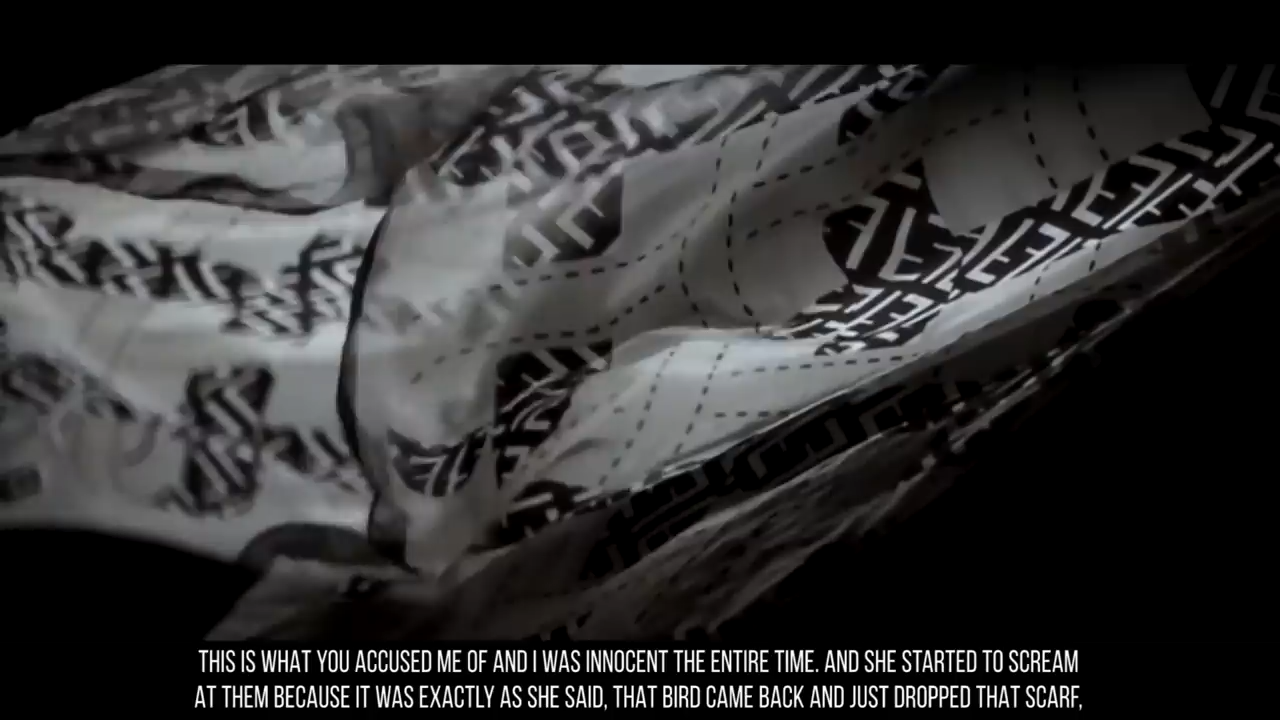 THIS IS WHAT YOU ACCUSED ME OF AND I WAS INNOCENT THE ENTIRE TIME. AND SHE STARTED TO SCREAM
AT THEM BECAUSE IT WAS EXACTLY AS SHE SAID, THAT BIRD CAME BACK AND JUST DROPPED THAT SCARF,